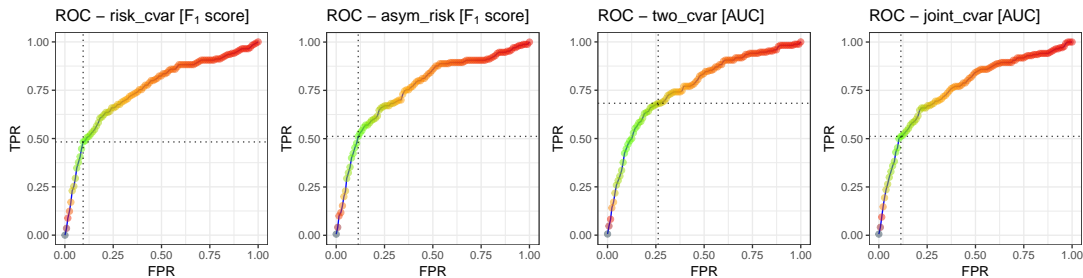 ROC − risk_cvar [F₁ score]
1.00
0.75
0.50
0.25
0.00
0.00 0.25 0.50 0.75 1.00
TPR
FPR
ROC − asym_risk [F₁ score]
1.00
0.75
0.50
0.25
0.00
0.00 0.25 0.50 0.75 1.00
TPR
FPR
ROC − two_cvar [AUC]
1.00
0.75
0.50
0.25
0.00
0.00 0.25 0.50 0.75 1.00
TPR
FPR
ROC − joint_cvar [AUC]
1.00
0.75
0.50
0.25
0.00
0.00 0.25 0.50 0.75 1.00
TPR
FPR